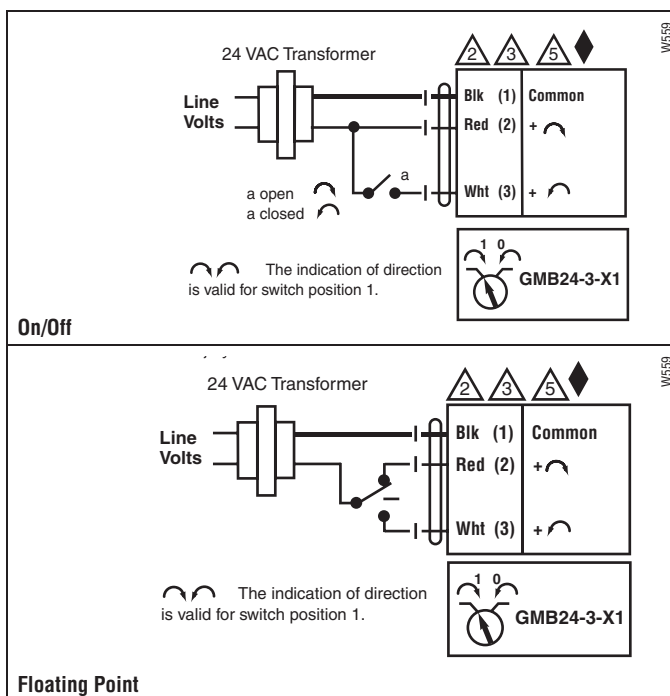 W559
24 VAC Transformer
2 3 5
Line
Volts
Blk (1) Common
Red (2) +
a
a open
a closed
Wht (3) +
The indication of direction
is valid for switch position 1.
1 0
GMB24-3-X1
On/Off
W559
24 VAC Transformer
2 3 5
Line
Volts
Blk (1) Common
Red (2) +
Wht (3) +
The indication of direction
is valid for switch position 1.
1 0
GMB24-3-X1
Floating Point